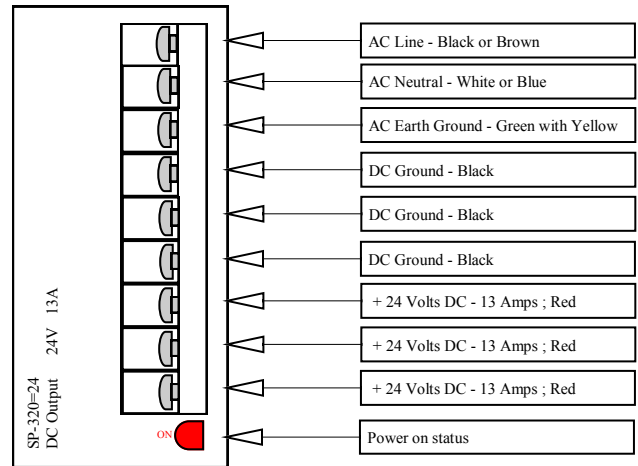 AC Line - Black or Brown
AC Neutral - White or Blue
AC Earth Ground - Green with Yellow
DC Ground - Black
DC Ground - Black
DC Ground - Black
+ 24 Volts DC - 13 Amps ; Red
+ 24 Volts DC - 13 Amps ; Red
+ 24 Volts DC - 13 Amps ; Red
ON
Power on status
SP-320=24
DC Output 24V 13A